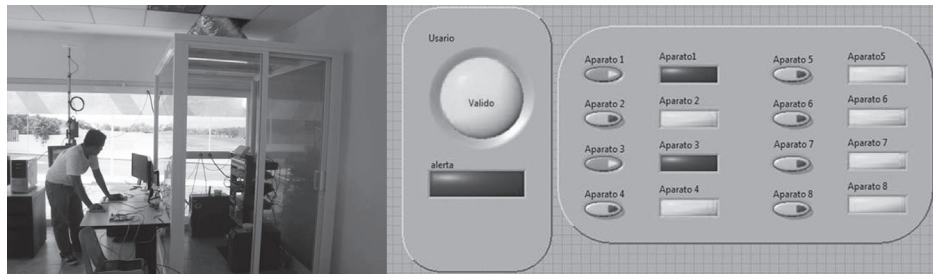 Usario
Valido
alerta
Aparato 1 Aparato1 Aparato 5 Aparato5
Aparato 2 Aparato 2 Aparato 6 Aparato 6
Aparato 3 Aparato 3 Aparato 7 Aparato 7
Aparato 4 Aparato 4 Aparato 8 Aparato 8